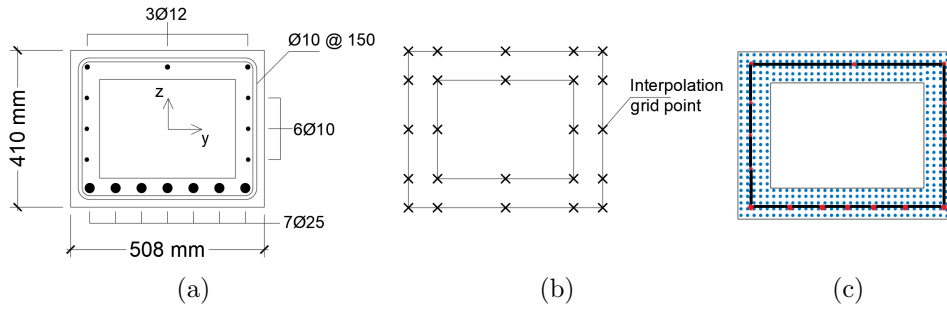 3Ø12
Ø10 @ 150
z
y
6Ø10
410 mm
7Ø25
508 mm
(a)
Interpolation
grid point
(b)
(c)